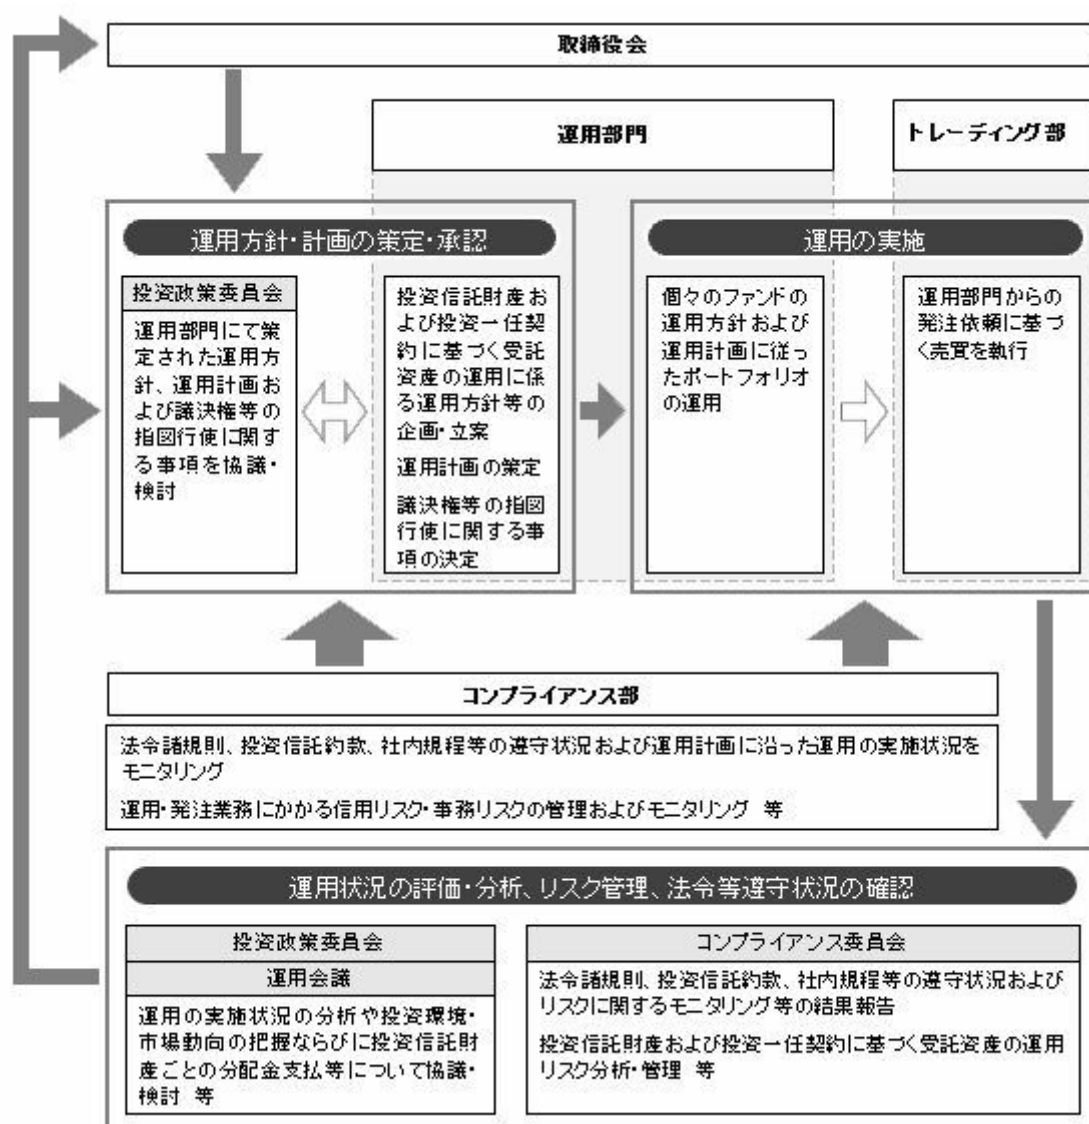 取締役会
運用部門
トレーディング部
運用方針・計画の策定・承認
投資政策委員会
運用部門にて策
定された運用方
針、運用計画お
よび議決権等の
指図行使に関す
る事項を協議・
検討
投資信託財産お
よび投資一任契
約に基づく受託
資産の運用に係
る運用方針等の
企画・立案
運用計画の策定
議決権等の指図
行使に関する事
項の決定
運用の実施
個々のファンドの
運用方針および
運用計画に従っ
たポートフォリオ
の運用
運用部門からの
発注依頼に基づ
く売買を執行
コンプライアンス部
法令諸規則、投資信託約款、社内規程等の遵守状況および運用計画に沿った運用の実施状況を
モニタリング
運用・発注業務にかかる信用リスク・事務リスクの管理およびモニタリング 等
運用状況の評価・分析、リスク管理、法令等遵守状況の確認
投資政策委員会
運用会議
運用の実施状況の分析や投資環境・
市場動向の把握ならびに投資信託財
産ごとの分配金支払等について協議・
検討 等
コンプライアンス委員会
法令諸規則、投資信託約款、社内規程等の遵守状況および
リスクに関するモニタリング等の結果報告
投資信託財産および投資一任契約に基づく受託資産の運用
リスク分析・管理 等